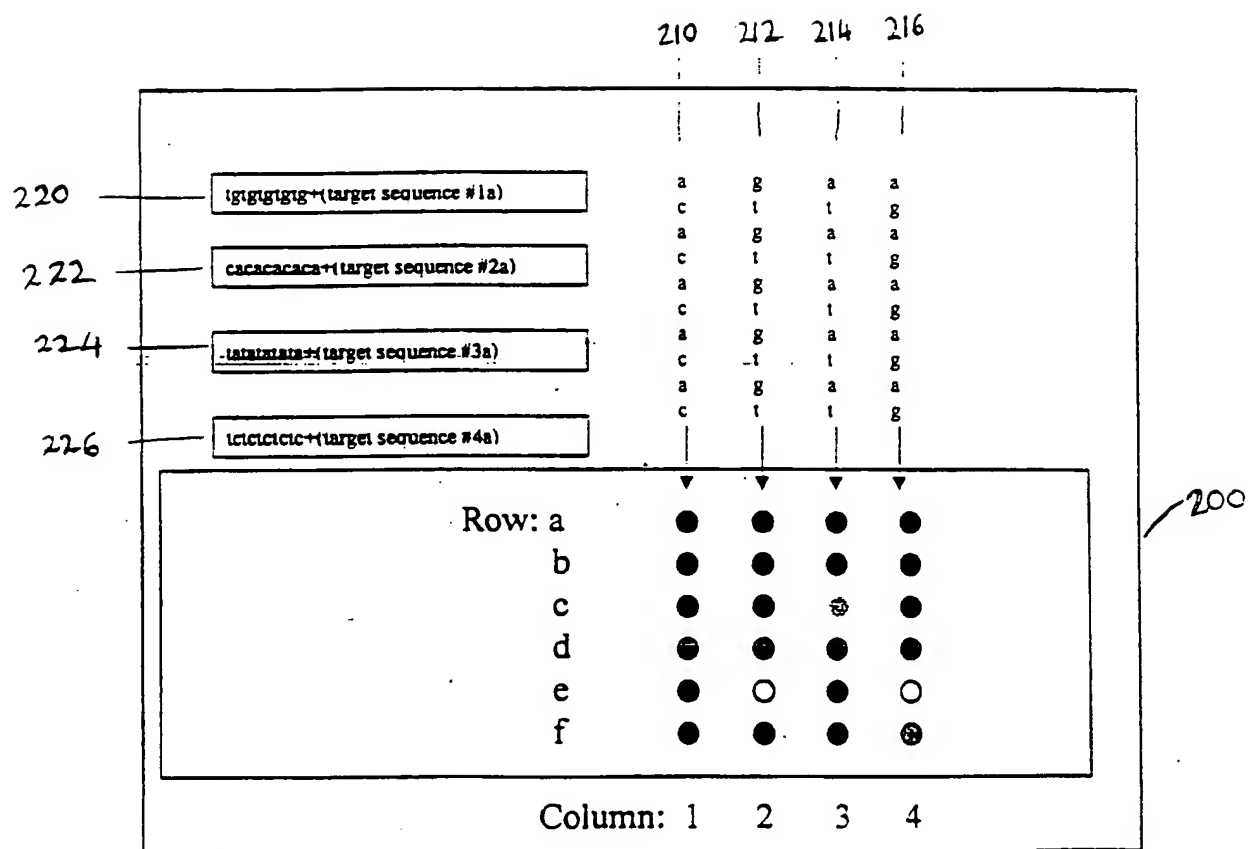 210 212 214 216
220 tgtgtgtgtg+(target sequence #1a)
222 cacacacaca+(target sequence #2a)
224 tatatatata+(target sequence #3a)
226 tctctctctc+(target sequence #4a)
a g a a
c t t g
a g a a
c t t g
a g a a
c t t g
a g a a
c t t g
a g a a
c t t g
200
Row: a
b
c
d
e
f
Column: 1 2 3 4